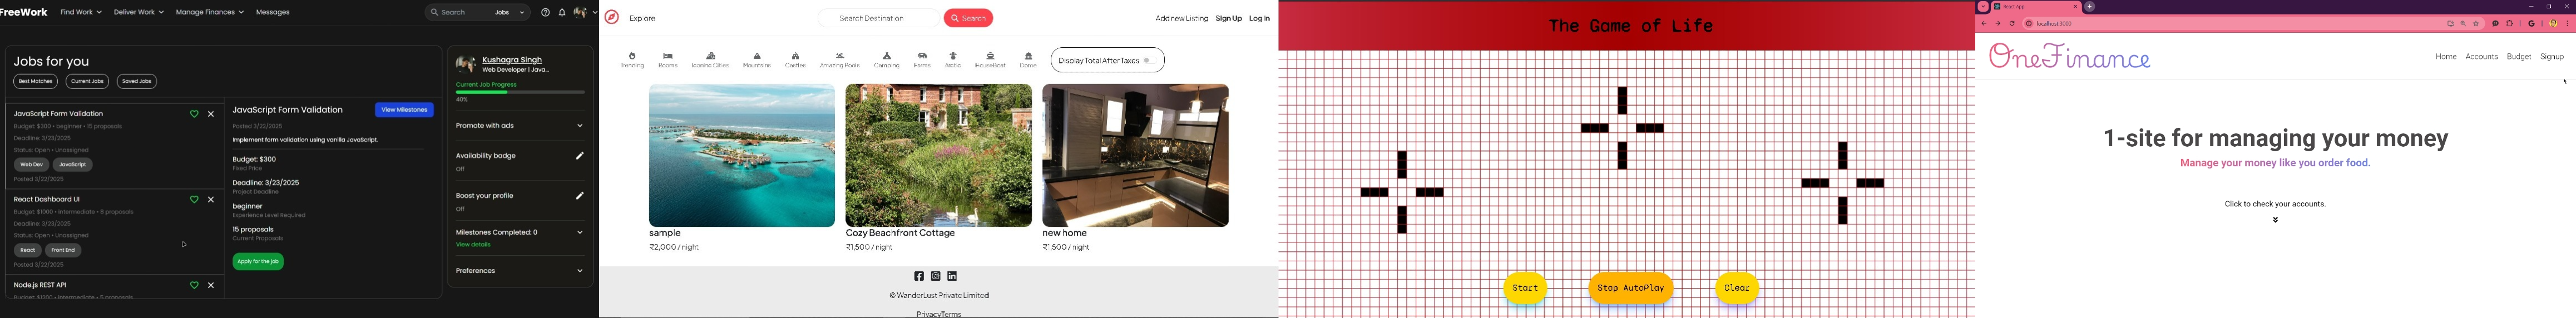 FreeWork
Find Work
Deliver Work
Manage Finances
Messages
Search
Jobs
Jobs for you
Best Matches
Current Jobs
Saved Jobs
JavaScript Form Validation
Budget: $300 • beginner • 15 proposals
Deadline: 3/23/2025
Status: Open • Unassigned
Web Dev
JavaScript
Posted 3/22/2025
React Dashboard UI
Budget: $1000 • intermediate • 8 proposals
Deadline: 3/23/2025
Status: Open • Unassigned
React
Front End
Posted 3/22/2025
Node.js REST API
Budget: $1200 • intermediate • 5 proposals
JavaScript Form Validation
View Milestones
Posted 3/22/2025
Implement form validation using vanilla JavaScript.
Budget: $300
Fixed Price
Deadline: 3/23/2025
Project Deadline
beginner
Experience Level Required
15 proposals
Current Proposals
Apply for the job
Kushagra Singh
Web Developer | Java...
Current Job Progress
40%
Promote with ads
Availability badge
Off
Boost your profile
Off
Milestones Completed: 0
View details
Preferences
Explore
Search Destination
Search
Add new Listing
Sign Up
Log in
Trending
Rooms
Iconic Cities
Mountains
Castles
Amazing Pools
Camping
Farms
Arctic
HouseBoat
Dome
Display Total After Taxes
sample
₹2,000 / night
Cozy Beachfront Cottage
₹1,500 / night
new home
₹1,500 / night
© WanderLust Private Limited
PrivacyTerms
The Game of Life
Start
Stop AutoPlay
Clear
React App
localhost:3000
OneFinance
Home
Accounts
Budget
Signup
1-site for managing your money
Manage your money like you order food.
Click to check your accounts.